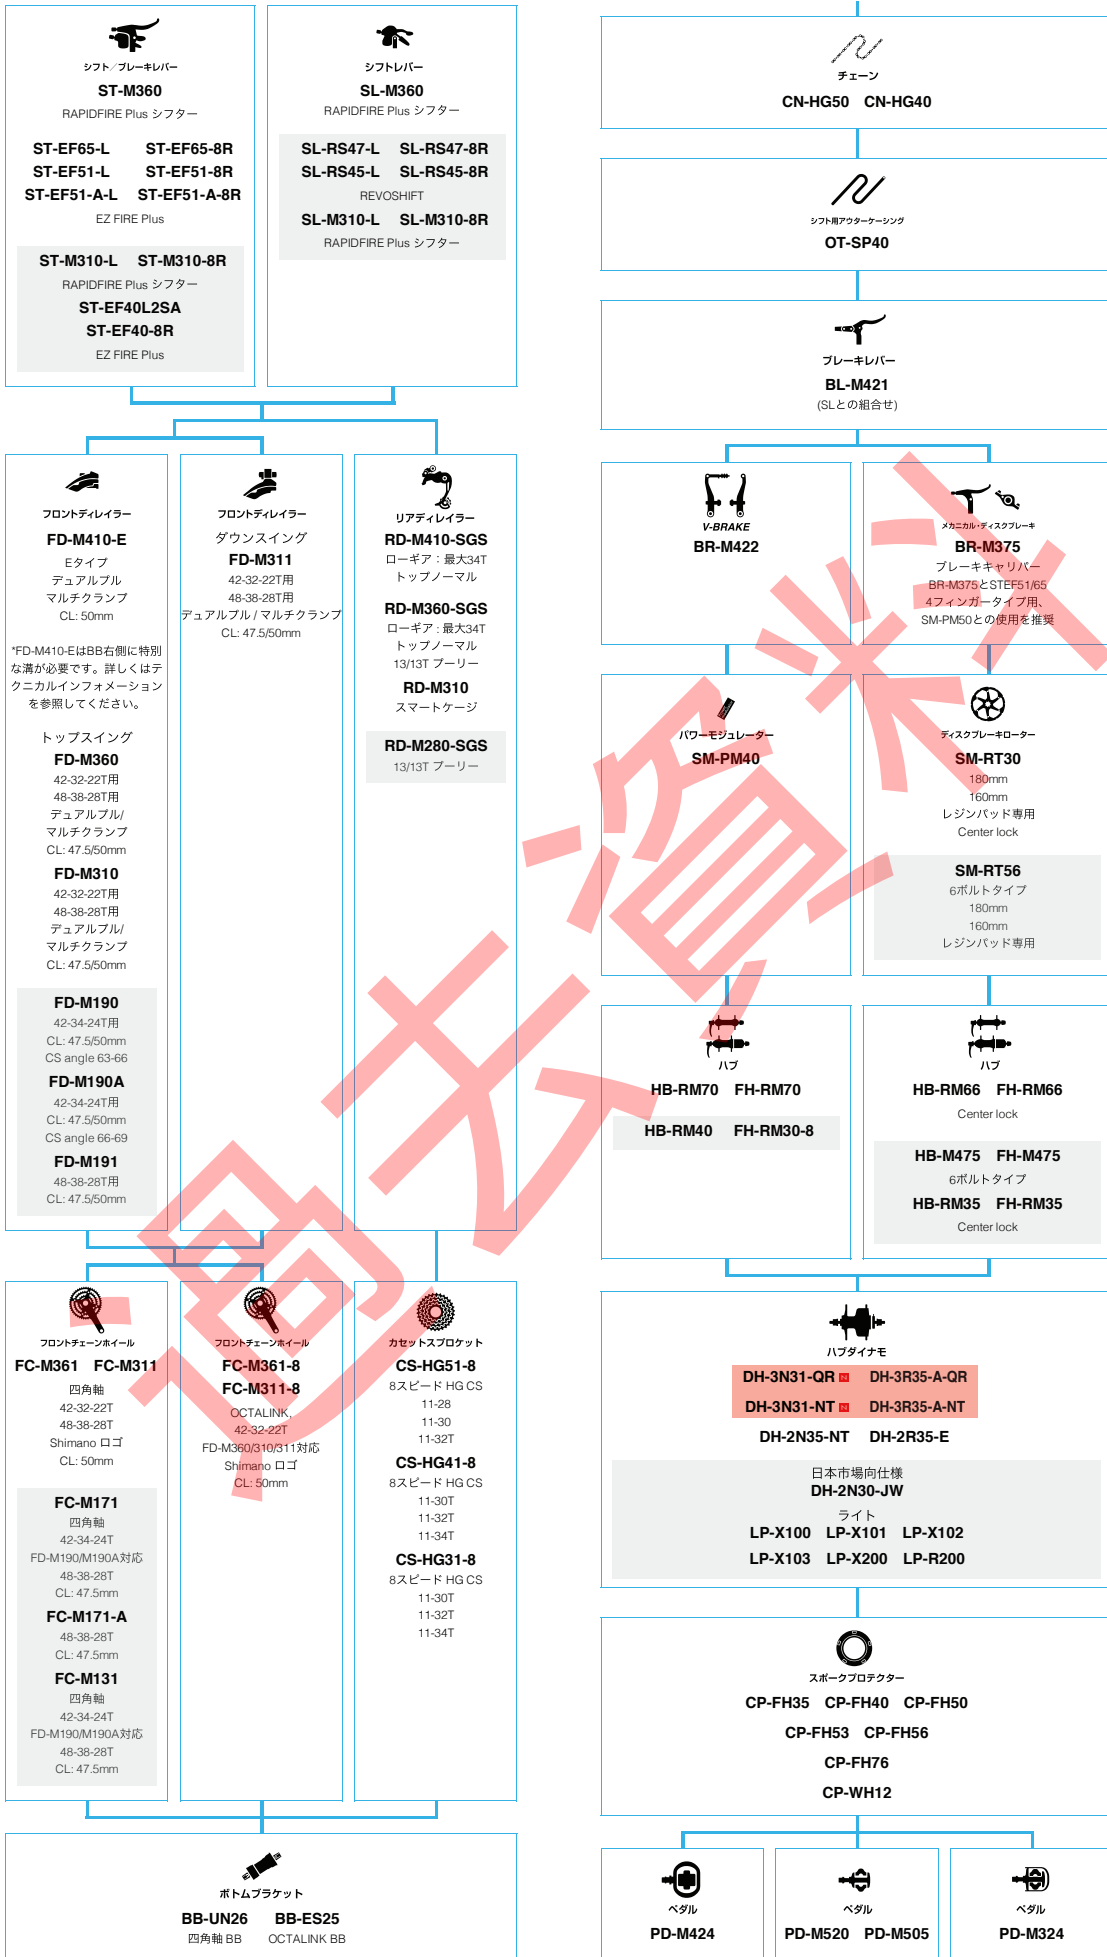 シフト／ブレーキレバー
ST-M360
RAPIDFIRE Plus シフター
ST-EF65-L ST-EF65-8R
ST-EF51-L ST-EF51-8R
ST-EF51-A-L ST-EF51-A-8R
EZ FIRE Plus
ST-M310-L ST-M310-8R
RAPIDFIRE Plus シフター
ST-EF40L2SA
ST-EF40-8R
EZ FIRE Plus
シフトレバー
SL-M360
RAPIDFIRE Plus シフター
SL-RS47-L SL-RS47-8R
SL-RS45-L SL-RS45-8R
REVOSHIFT
SL-M310-L SL-M310-8R
RAPIDFIRE Plus シフター
フロントディレイラー
FD-M410-E
Eタイプ
デュアルプル
マルチクランプ
CL: 50mm
*FD-M410-EはBB右側に特別
な溝が必要です。詳しくはテ
クニカルインフォメーション
を参照してください。
トップスイング
FD-M360
42-32-22T用
48-38-28T用
デュアルプル/
マルチクランプ
CL: 47.5/50mm
FD-M310
42-32-22T用
48-38-28T用
デュアルプル/
マルチクランプ
CL: 47.5/50mm
FD-M190
42-34-24T用
CL: 47.5/50mm
CS angle 63-66
FD-M190A
42-34-24T用
CL: 47.5/50mm
CS angle 66-69
FD-M191
48-38-28T用
CL: 47.5/50mm
フロントディレイラー
ダウンスイング
FD-M311
42-32-22T用
48-38-28T用
デュアルプル / マルチクランプ
CL: 47.5/50mm
リアディレイラー
RD-M410-SGS
ローギア：最大34T
トップノーマル
RD-M360-SGS
ローギア : 最大34T
トップノーマル
13/13T プーリー
RD-M310
スマートケージ
RD-M280-SGS
13/13T プーリー
フロントチェーンホイール
FC-M361 FC-M311
四角軸
42-32-22T
48-38-28T
Shimano ロゴ
CL: 50mm
FC-M171
四角軸
42-34-24T
FD-M190/M190A対応
48-38-28T
CL: 47.5mm
FC-M171-A
48-38-28T
CL: 47.5mm
FC-M131
四角軸
42-34-24T
FD-M190/M190A対応
48-38-28T
CL: 47.5mm
フロントチェーンホイール
FC-M361-8
FC-M311-8
OCTALINK,
42-32-22T
FD-M360/310/311対応
Shimano ロゴ
CL: 50mm
カセットスプロケット
CS-HG51-8
8スピード HG CS
11-28
11-30
11-32T
CS-HG41-8
8スピード HG CS
11-30T
11-32T
11-34T
CS-HG31-8
8スピード HG CS
11-30T
11-32T
11-34T
ボトムブラケット
BB-UN26 BB-ES25
四角軸 BB OCTALINK BB
チェーン
CN-HG50 CN-HG40
シフト用アウターケーシング
OT-SP40
ブレーキレバー
BL-M421
(SLとの組合せ)
V-BRAKE
BR-M422
メカニカル・ディスクブレーキ
BR-M375
ブレーキキャリパー
BR-M375とSTEF51/65
4フィンガータイプ用、
SM-PM50との使用を推奨
パワーモジュレーター
SM-PM40
ディスクブレーキローター
SM-RT30
180mm
160mm
レジンパッド専用
Center lock
SM-RT56
6ボルトタイプ
180mm
160mm
レジンパッド専用
ハブ
HB-RM70 FH-RM70
HB-RM40 FH-RM30-8
ハブ
HB-RM66 FH-RM66
Center lock
HB-M475 FH-M475
6ボルトタイプ
HB-RM35 FH-RM35
Center lock
ハブダイナモ
DH-3N31-QR N DH-3R35-A-QR
DH-3N31-NT N DH-3R35-A-NT
DH-2N35-NT DH-2R35-E
日本市場向仕様
DH-2N30-JW
ライト
LP-X100 LP-X101 LP-X102
LP-X103 LP-X200 LP-R200
スポークプロテクター
CP-FH35 CP-FH40 CP-FH50
CP-FH53 CP-FH56
CP-FH76
CP-WH12
ペダル
PD-M424
ペダル
PD-M520 PD-M505
ペダル
PD-M324
過去資料